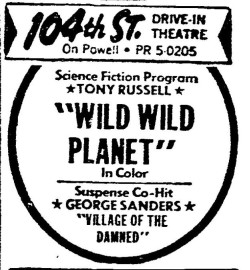 104th ST. DRIVE-IN
THEATRE
On Powell • PR 5-0205
Science Fiction Program
★TONY RUSSELL★
"WILD WILD
PLANET"
In Color
Suspense Co-Hit
★ GEORGE SANDERS ★
"VILLAGE OF THE
DAMNED"